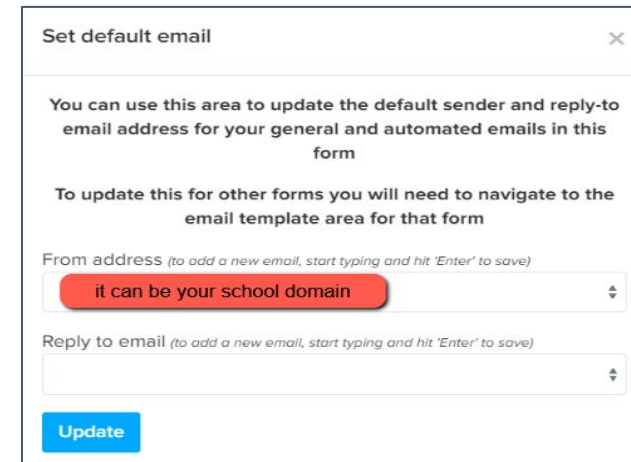 Set default email ×
You can use this area to update the default sender and reply-to
email address for your general and automated emails in this
form
To update this for other forms you will need to navigate to the
email template area for that form
From address (to add a new email, start typing and hit 'Enter' to save)
it can be your school domain
Reply to email (to add a new email, start typing and hit 'Enter' to save)
Update